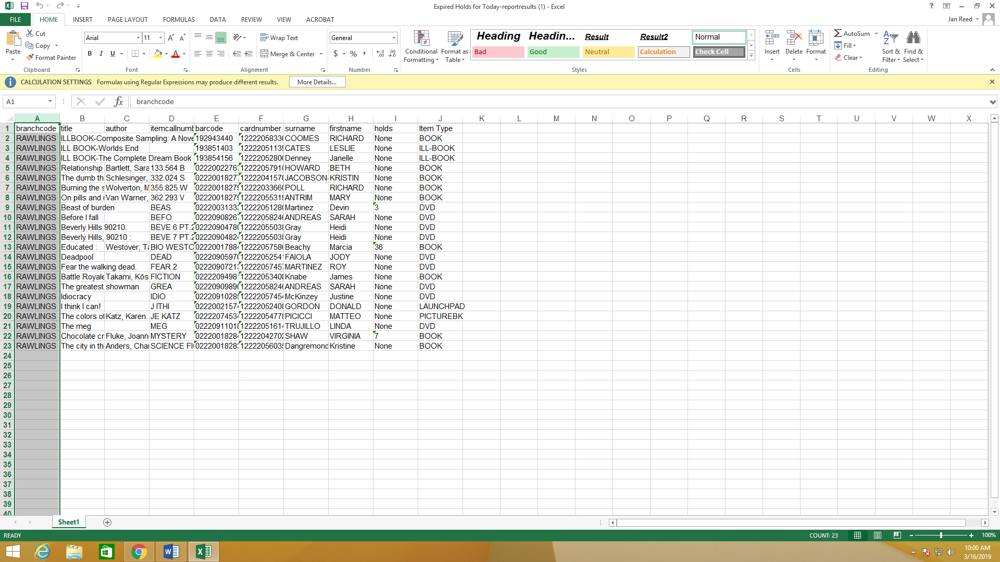 Expired Holds for Today-reportresults (1) - Excel
FILE HOME INSERT PAGE LAYOUT FORMULAS DATA REVIEW VIEW ACROBAT Jan Reed
Paste Cut Copy Format Painter Clipboard
Arial 11 B I U A Font
Wrap Text Merge & Center Alignment
General $ % , Number
Conditional Formatting Format as Table
Heading Headin... Result Result2 Normal
Bad Good Neutral Calculation Check Cell
Styles
Insert Delete Format Cells
AutoSum Fill Clear Sort & Filter Find & Select Editing
CALCULATION SETTINGS Formulas using Regular Expressions may produce different results. More Details...
A1 fx branchcode
A B C D E F G H I J K L M N O P Q R S T U V W X
1 branchcode title author itemcallnumb barcode cardnumber surname firstname holds Item Type
2 RAWLINGS ILLBOOK-Composite Sampling: A Nove 192943440 1222205833 COOMES RICHARD None BOOK
3 RAWLINGS ILL BOOK-Worlds End 193851403 1222205113 CATES LESLIE None ILL-BOOK
4 RAWLINGS ILL BOOK-The Complete Dream Book 193854156 1222205280 Denney Janelle None ILL-BOOK
5 RAWLINGS Relationship Bartlett, Sara 133.564 B 0222002276 1222205791 HOWARD BETH None BOOK
6 RAWLINGS The dumb th Schlesinger, 332.024 S 0222001827 1222204157 JACOBSON- KRISTIN None BOOK
7 RAWLINGS Burning the s Wolverton, M 355.825 W 0222001827 1222203366 POLL RICHARD None BOOK
8 RAWLINGS On pills and Van Warner, 362.293 V 0222001827 1222205531 ANTRIM MARY None BOOK
9 RAWLINGS Beast of burden BEAS 0222003133 1222205128 Martinez Devin 3 DVD
10 RAWLINGS Before I fall BEFO 0222090826 1222205824 ANDREAS SARAH None DVD
11 RAWLINGS Beverly Hills 90210. BEVE 6 PT.2 0222090478 1222205503 Gray Heidi None DVD
12 RAWLINGS Beverly Hills, 90210 : BEVE 7 PT.2 0222090482 1222205503 Gray Heidi None DVD
13 RAWLINGS Educated : Westover, Ta BIO WESTO 0222001788 1222205758 Beachy Marcia 36 BOOK
14 RAWLINGS Deadpool DEAD 0222090597 1222205254 FAIOLA JODY None DVD
15 RAWLINGS Fear the walking dead. FEAR 2 0222090721 1222205745 MARTINEZ ROY None DVD
16 RAWLINGS Battle Royale Takami, Kōs FICTION 0222209498 1222205340 Knabe James None BOOK
17 RAWLINGS The greatest showman GREA 0222090989 1222205824 ANDREAS SARAH None DVD
18 RAWLINGS Idiocracy IDIO 0222091028 1222205745 McKinzey Justine None DVD
19 RAWLINGS I think I can! J ITHI 0222002157 1222205240 GORDON DONALD None LAUNCHPAD
20 RAWLINGS The colors of Katz, Karen. JE KATZ 0222207453 1222205477 PICICCI MATTEO None PICTUREBK
21 RAWLINGS The meg MEG 0222091101 1222205161 TRUJILLO LINDA None DVD
22 RAWLINGS Chocolate cr Fluke, Joann MYSTERY 0222001828 1222204270 SHAW VIRGINIA 7 BOOK
23 RAWLINGS The city in th Anders, Cha SCIENCE FI 0222001828 1222205603 Dangremond Kristine None BOOK
24
25
26
27
28
29
30
31
32
33
34
35
36
37
38
39
40
Sheet1
READY COUNT: 23 100%
10:00 AM
3/16/2019